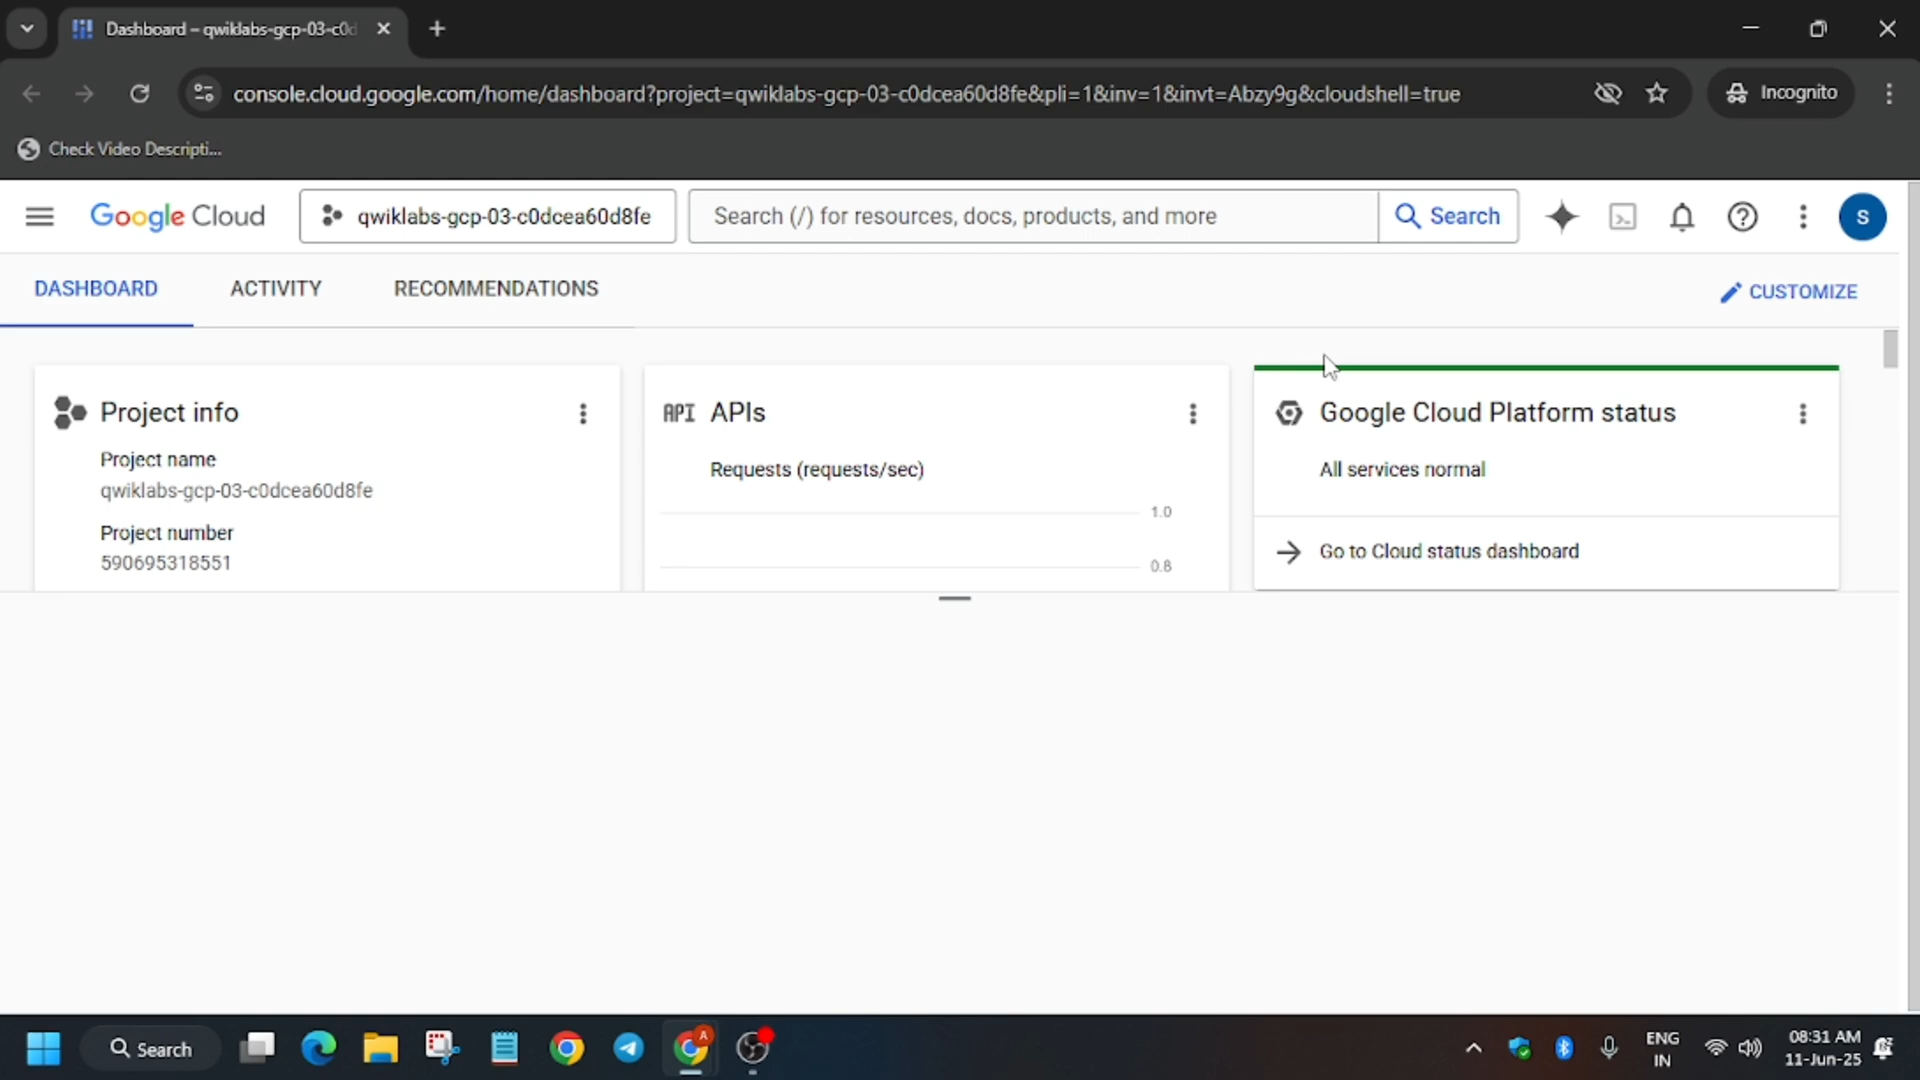 Dashboard – qwiklabs-gcp-03-c0d
console.cloud.google.com/home/dashboard?project=qwiklabs-gcp-03-c0dcea60d8fe&pli=1&inv=1&invt=Abzy9g&cloudshell=true
Incognito
Check Video Descripti...
Google Cloud
qwiklabs-gcp-03-c0dcea60d8fe
Search (/) for resources, docs, products, and more
Search
S
DASHBOARD
ACTIVITY
RECOMMENDATIONS
CUSTOMIZE
Project info
Project name
qwiklabs-gcp-03-c0dcea60d8fe
Project number
590695318551
API APIs
Requests (requests/sec)
1.0
0.8
Google Cloud Platform status
All services normal
Go to Cloud status dashboard
Search
A
ENG
IN
08:31 AM
11-Jun-25